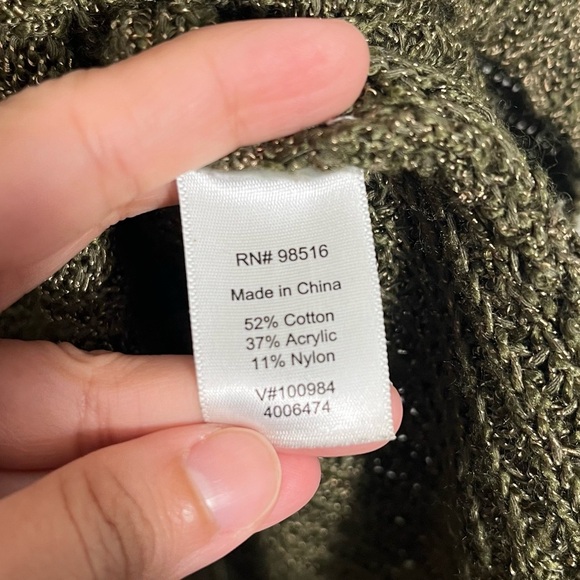 RN# 98516
Made in China
52% Cotton
37% Acrylic
11% Nylon
V#100984
4006474